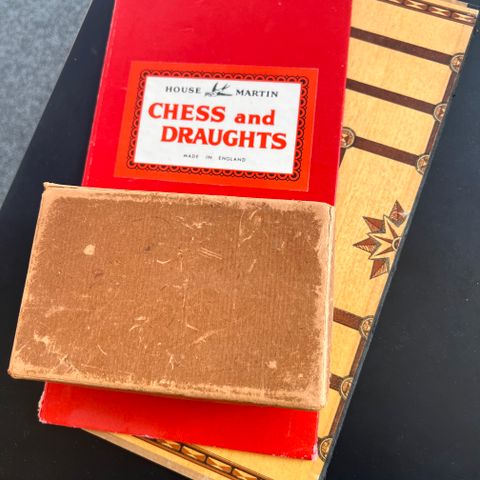 HOUSE MARTIN
CHESS and
DRAUGHTS
MADE IN ENGLAND